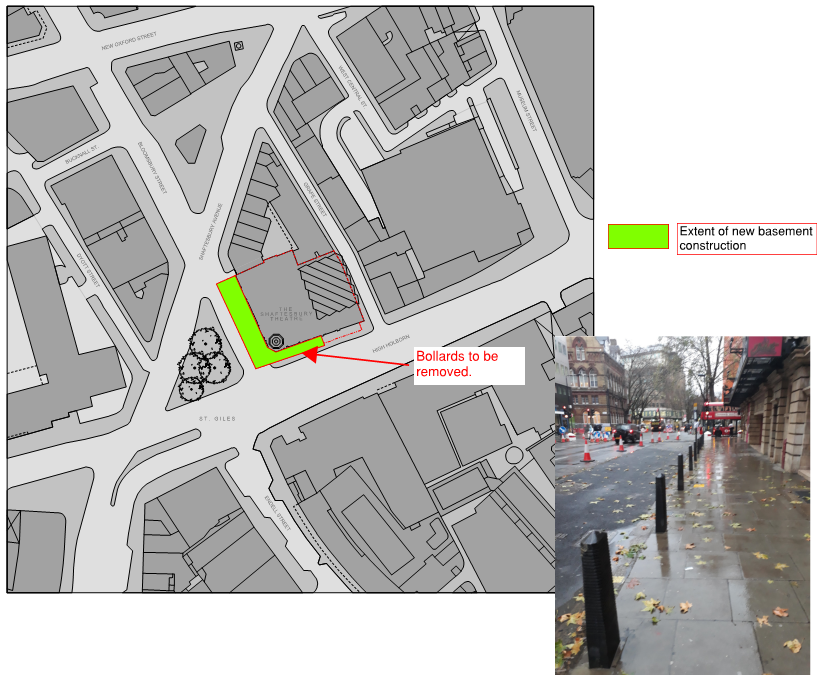 NEW OXFORD STREET
WEST CENTRAL ST.
MUSEUM STREET
BUCKNALL ST.
BLOOMSBURY STREET
GRAPE STREET
SHAFTESBURY AVENUE
DYOTT STREET
THE
SHAFTESBURY
THEATRE
HIGH HOLBORN
ST. GILES
ENDELL STREET
Extent of new basement
construction
Bollards to be
removed.